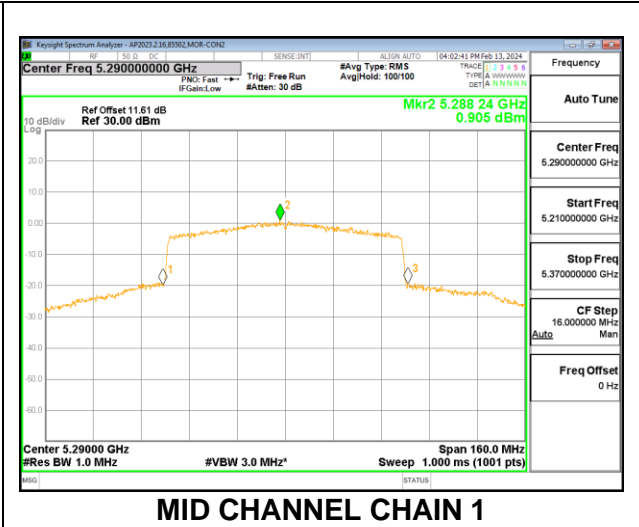 Keysight Spectrum Analyzer - AP2023.2.16,85502,MOR-CON2
RF 50 Ω DC SENSE:INT ALIGN AUTO 04:02:41 PM Feb 13, 2024
Center Freq 5.290000000 GHz
PNO: Fast
IFGain:Low
Trig: Free Run
#Atten: 30 dB
#Avg Type: RMS
Avg|Hold: 100/100
TRACE 1 2 3 4 5 6
TYPE A WWWWW
DET A N N N N N
Frequency
Auto Tune
Center Freq
5.290000000 GHz
Start Freq
5.210000000 GHz
Stop Freq
5.370000000 GHz
CF Step
16.000000 MHz
Auto Man
Freq Offset
0 Hz
Ref Offset 11.61 dB
10 dB/div Ref 30.00 dBm
Log
Mkr2 5.288 24 GHz
0.905 dBm
20.0
10.0
0.00
-10.0
-20.0
-30.0
-40.0
-50.0
-60.0
1
2
3
Center 5.29000 GHz Span 160.0 MHz
#Res BW 1.0 MHz #VBW 3.0 MHz* Sweep 1.000 ms (1001 pts)
MSG STATUS
MID CHANNEL CHAIN 1